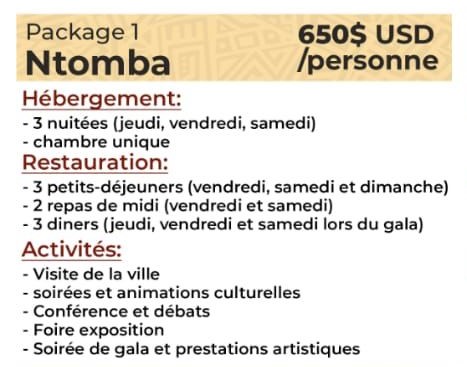 Package 1
Ntomba
650$ USD
/personne
Hébergement:
- 3 nuitées (jeudi, vendredi, samedi)
- chambre unique
Restauration:
- 3 petits-déjeuners (vendredi, samedi et dimanche)
- 2 repas de midi (vendredi et samedi)
- 3 diners (jeudi, vendredi et samedi lors du gala)
Activités:
- Visite de la ville
- soirées et animations culturelles
- Conférence et débats
- Foire exposition
- Soirée de gala et prestations artistiques